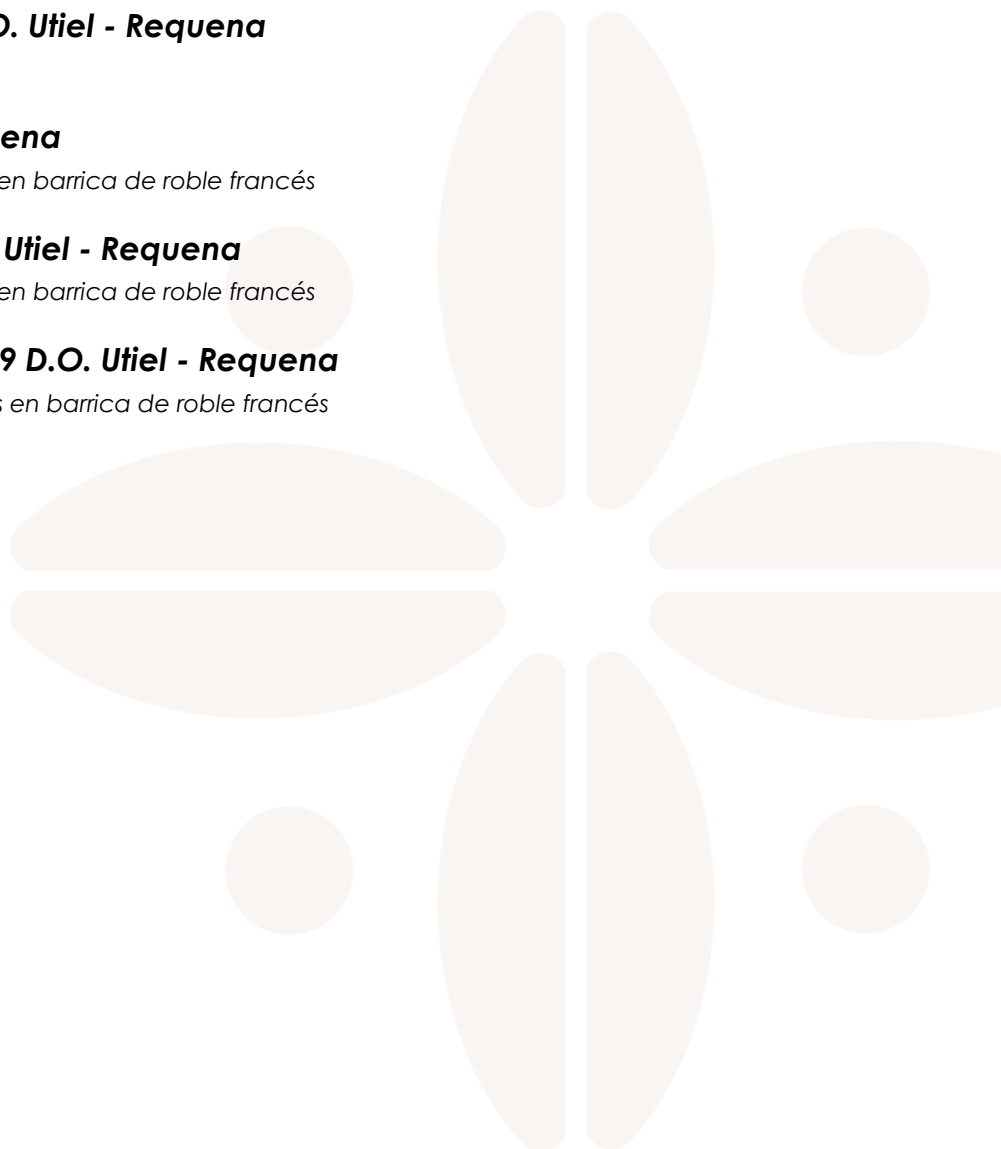 D. Utiel - Requena
ena
en barrica de roble francés
Utiel - Requena
en barrica de roble francés
9 D.O. Utiel - Requena
s en barrica de roble francés